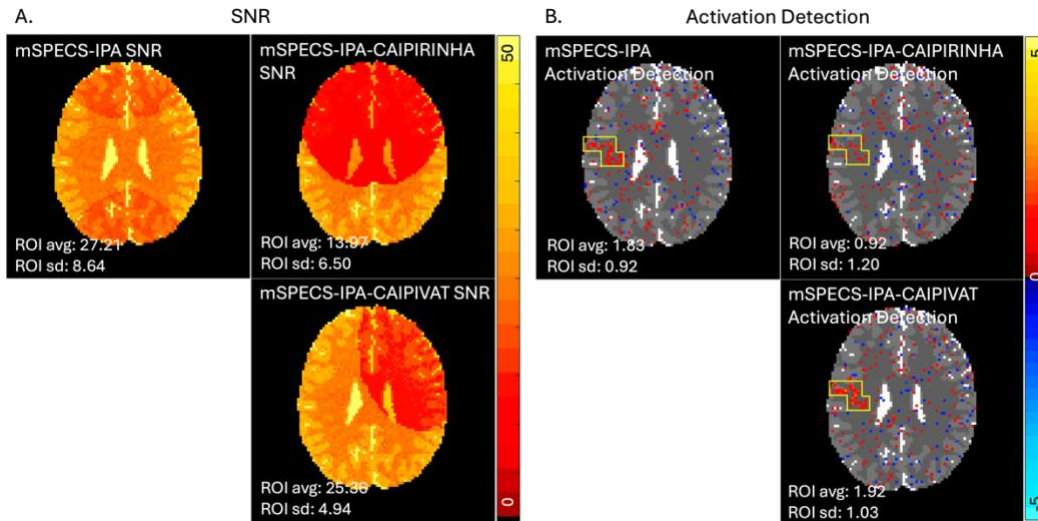 A.
SNR
mSPECS-IPA SNR
ROI avg: 27.21
ROI sd: 8.64
mSPECS-IPA-CAIPIRINHA
SNR
ROI avg: 13.97
ROI sd: 6.50
mSPECS-IPA-CAIPIVAT SNR
ROI avg: 25.36
ROI sd: 4.94
50
0
B.
Activation Detection
mSPECS-IPA
Activation Detection
ROI avg: 1.83
ROI sd: 0.92
mSPECS-IPA-CAIPIRINHA
Activation Detection
ROI avg: 0.92
ROI sd: 1.20
mSPECS-IPA-CAIPIVAT
Activation Detection
ROI avg: 1.92
ROI sd: 1.03
5
0
-5